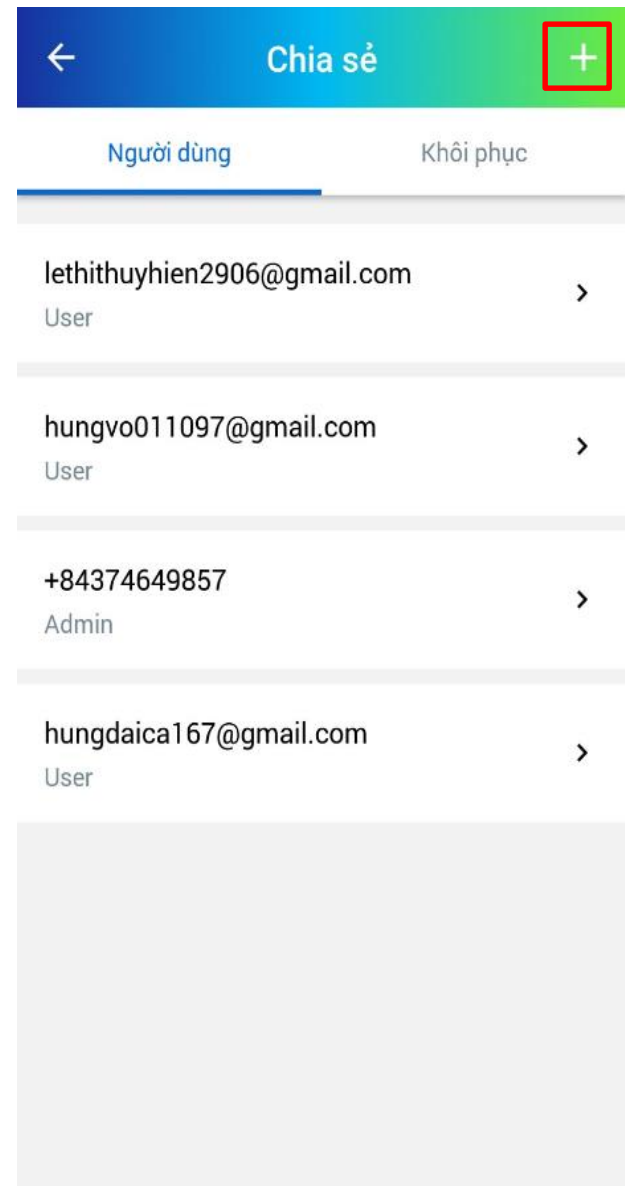 Chia sẻ
Người dùng Khôi phục
lethithuyhien2906@gmail.com
User
hungvo011097@gmail.com
User
+84374649857
Admin
hungdaica167@gmail.com
User